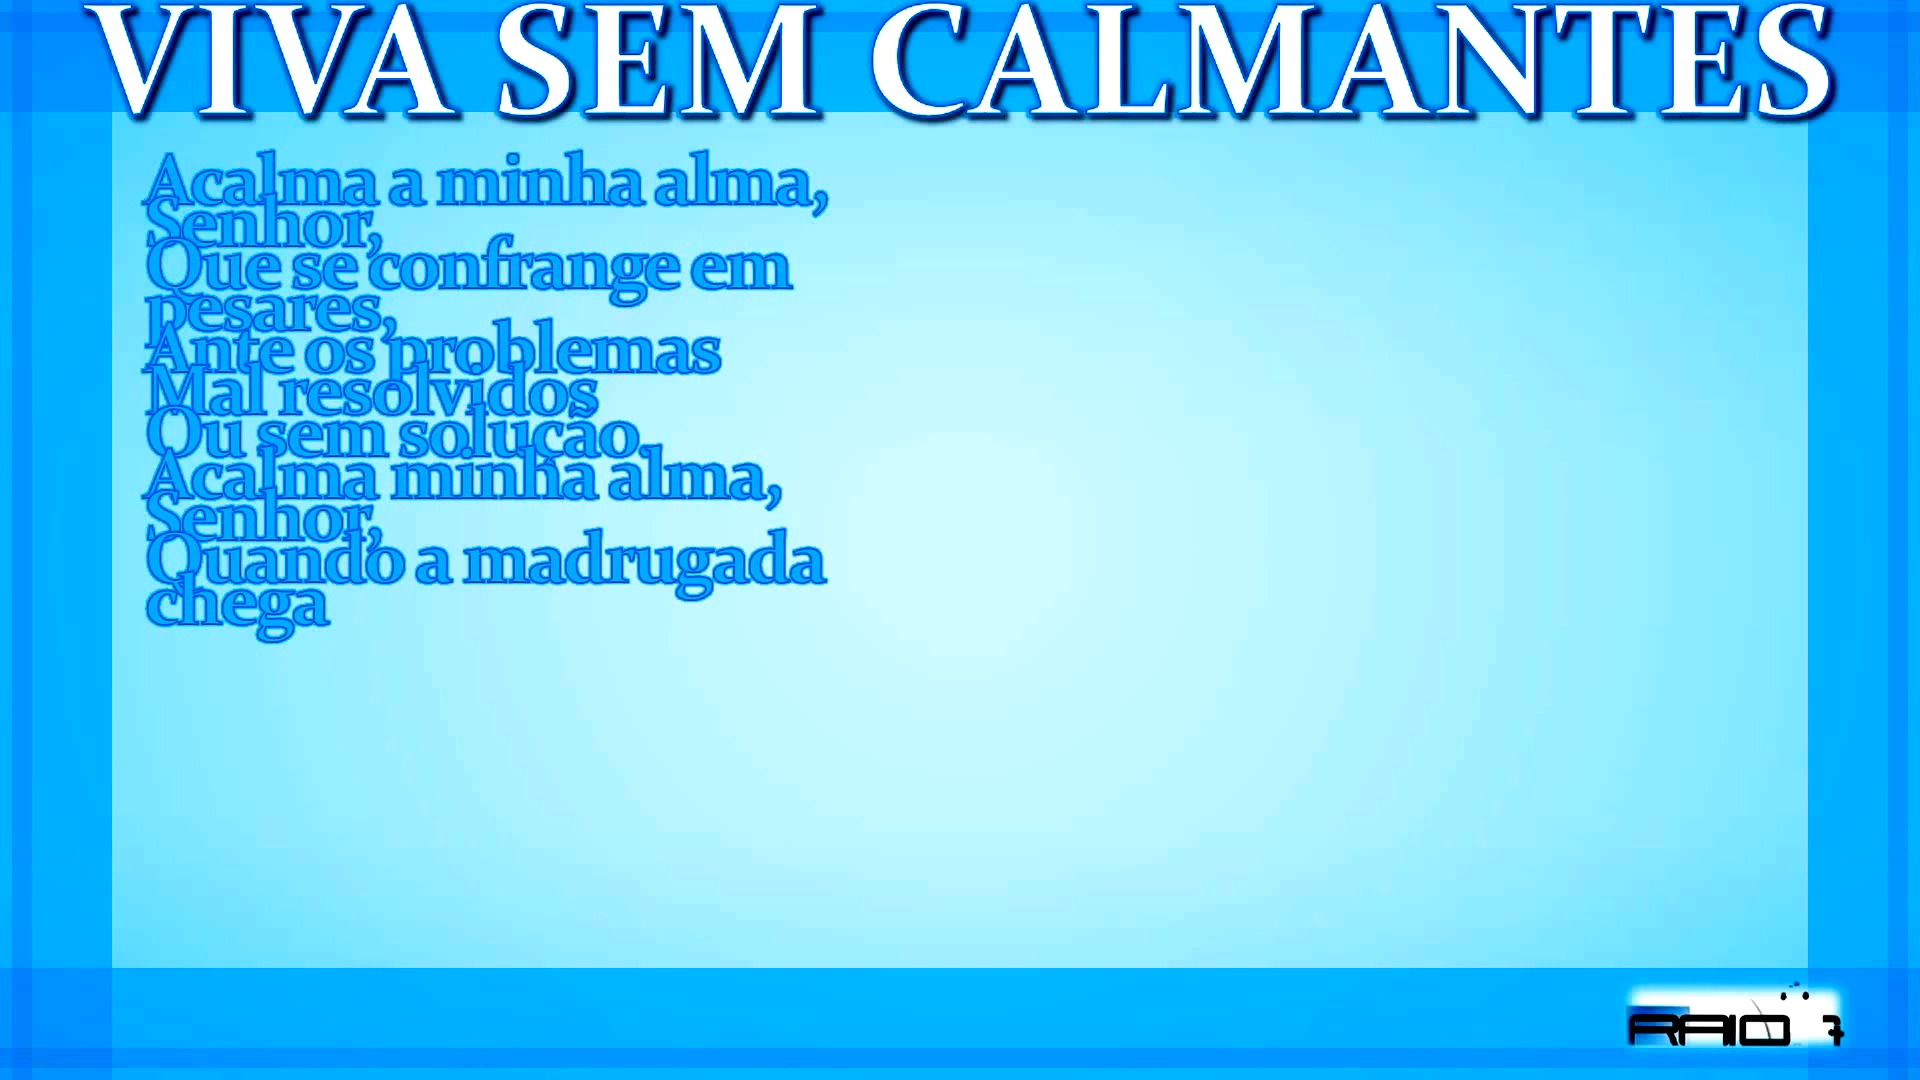 VIVA SEM CALMANTES
Acalma a minha alma,
Senhor,
Que se confrange em
pesares,
Ante os problemas
Mal resolvidos
Ou sem solução.
Acalma minha alma,
Senhor,
Quando a madrugada
chega
RAIO 7